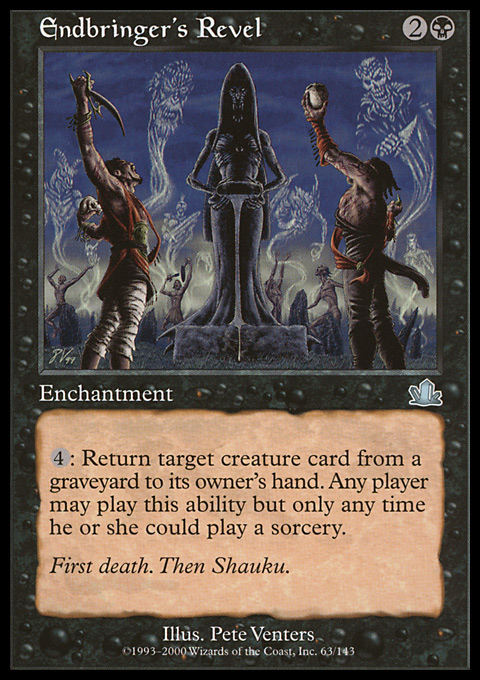 Endbringer's Revel 2
PV99
Enchantment
4: Return target creature card from a
graveyard to its owner's hand. Any player
may play this ability but only any time
he or she could play a sorcery.
First death. Then Shauku.
Illus. Pete Venters
©1993–2000 Wizards of the Coast, Inc. 63/143